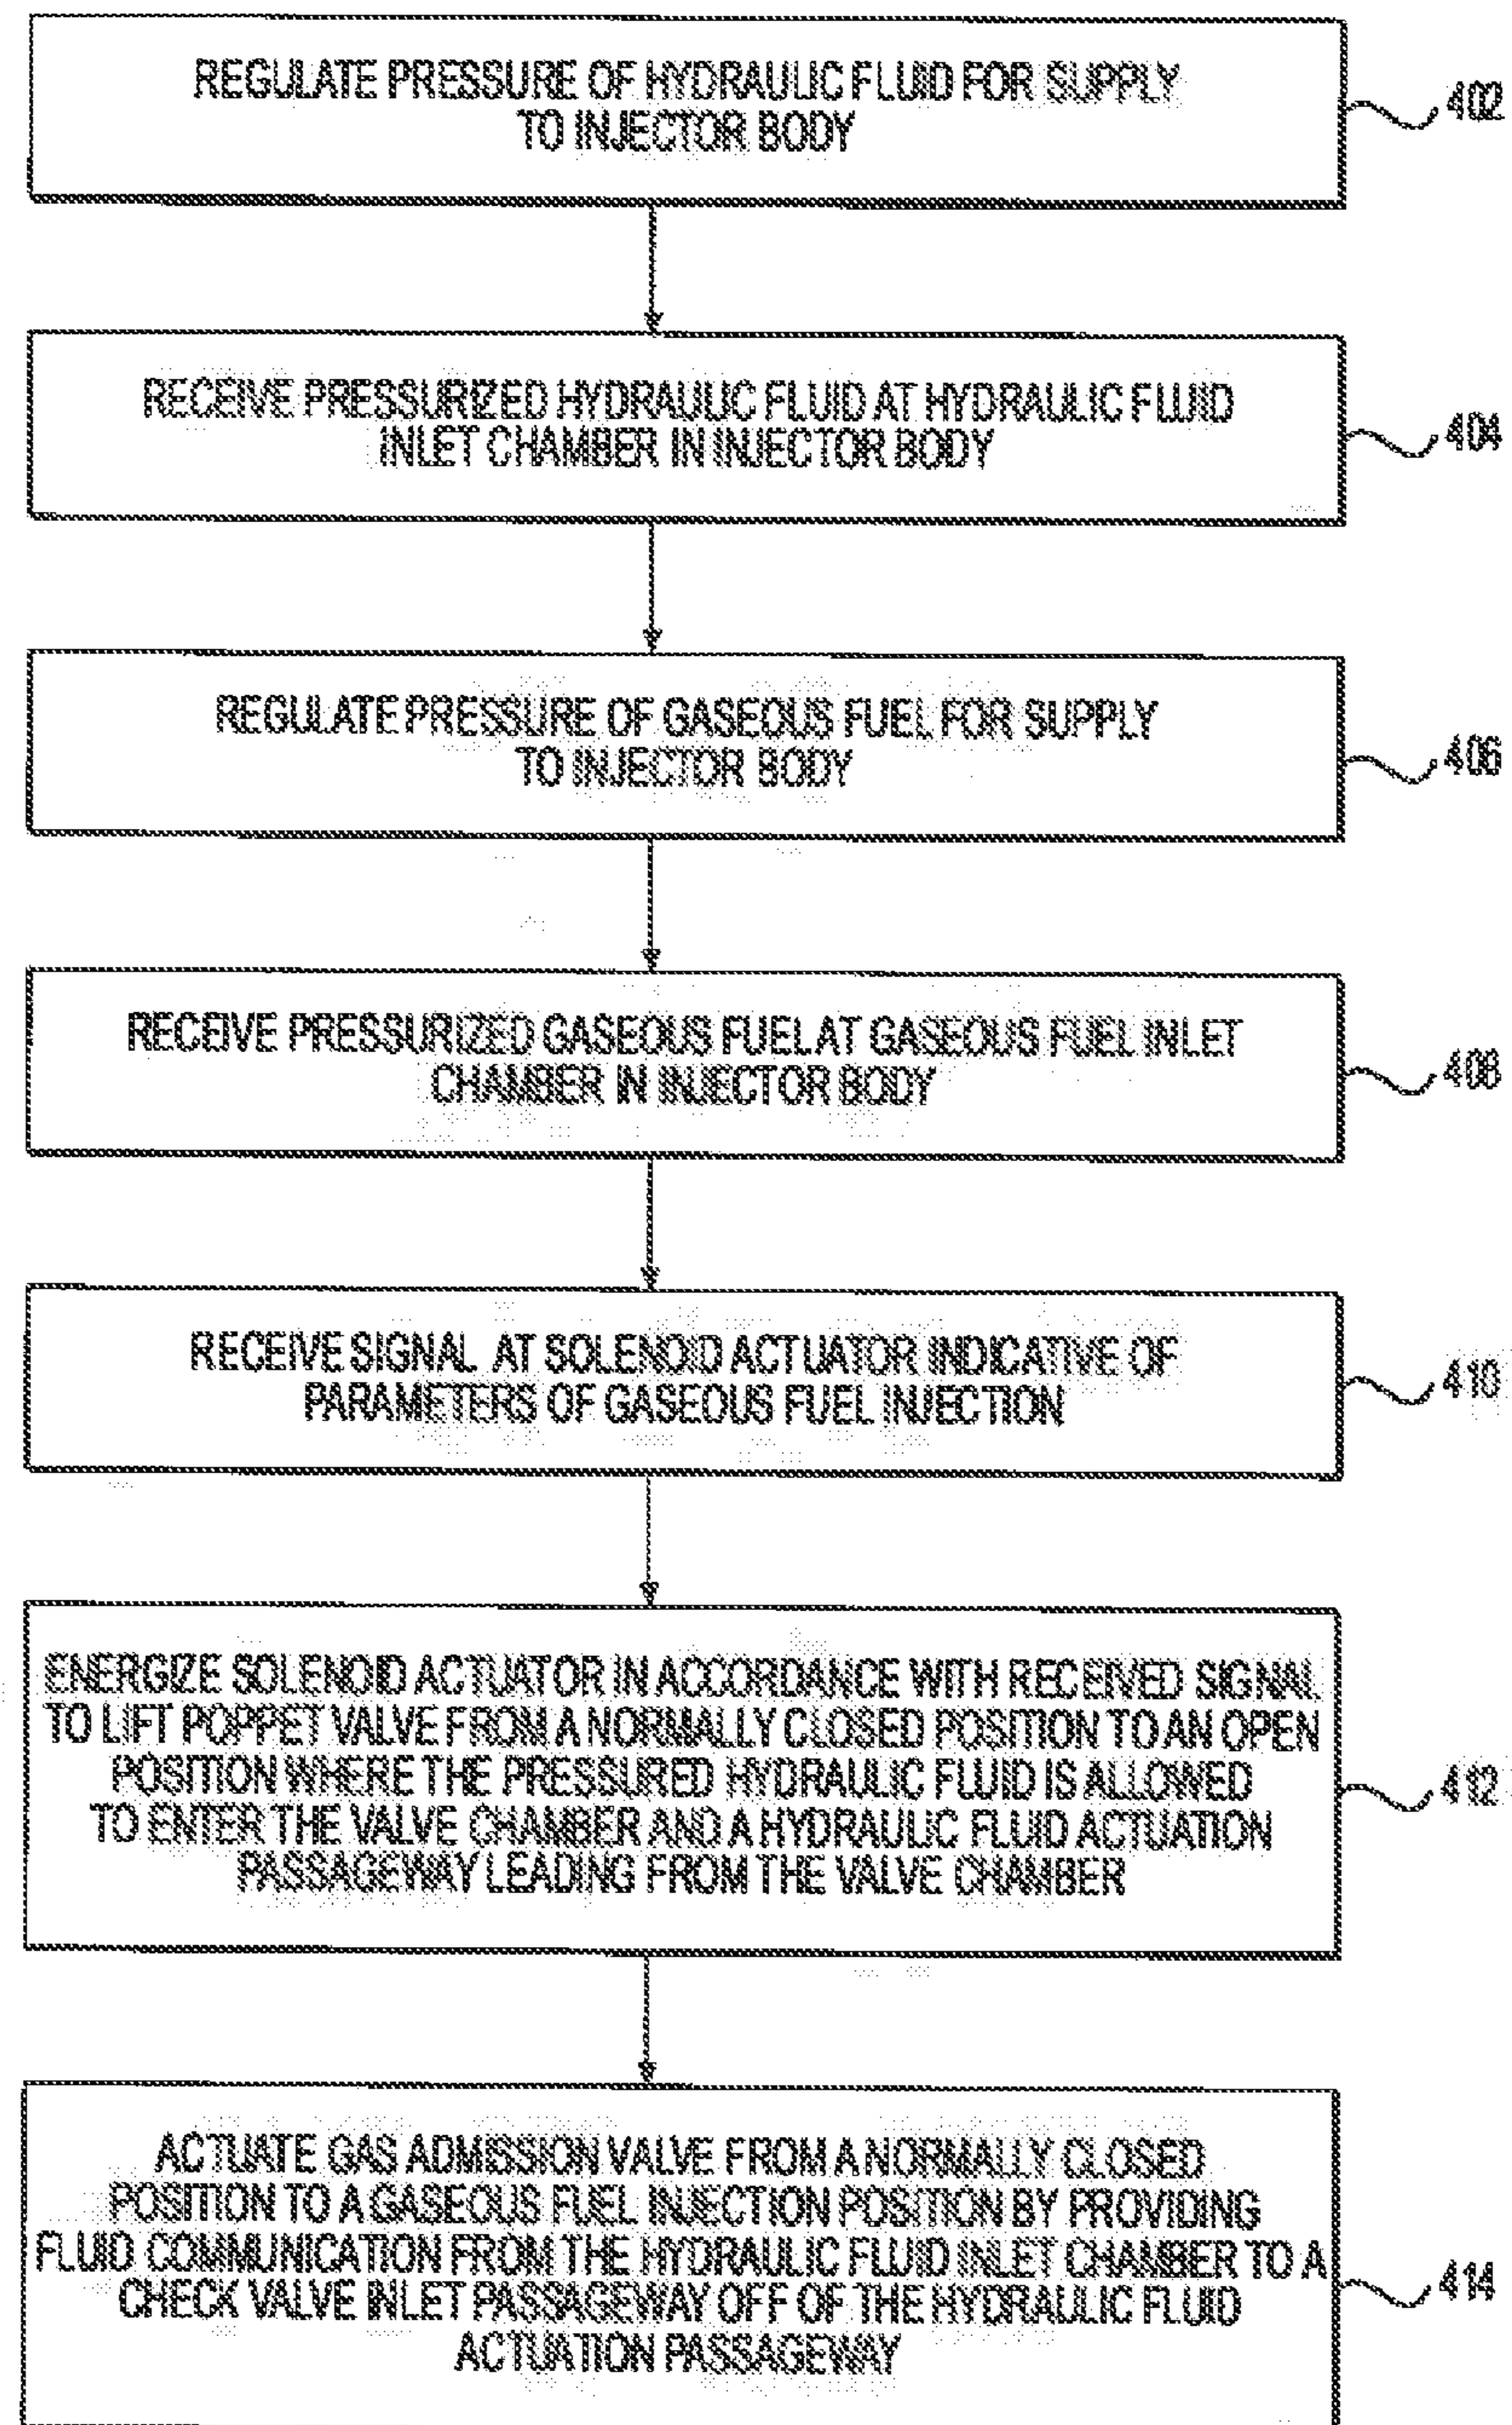 REGULATE PRESSURE OF HYDRAULIC FLUID FOR SUPPLY
TO INJECTOR BODY
402
RECEIVE PRESSURIZED HYDRAULIC FLUID AT HYDRAULIC FLUID
INLET CHAMBER IN INJECTOR BODY
404
REGULATE PRESSURE OF GASEOUS FUEL FOR SUPPLY
TO INJECTOR BODY
406
RECEIVE PRESSURIZED GASEOUS FUEL AT GASEOUS FUEL INLET
CHAMBER IN INJECTOR BODY
408
RECEIVE SIGNAL AT SOLENOID ACTUATOR INDICATIVE OF
PARAMETERS OF GASEOUS FUEL INJECTION
410
ENERGIZE SOLENOID ACTUATOR IN ACCORDANCE WITH RECEIVED SIGNAL
TO LIFT POPPET VALVE FROM A NORMALLY CLOSED POSITION TO AN OPEN
POSITION WHERE THE PRESSURED HYDRAULIC FLUID IS ALLOWED
TO ENTER THE VALVE CHAMBER AND A HYDRAULIC FLUID ACTUATION
PASSAGEWAY LEADING FROM THE VALVE CHAMBER
412
ACTUATE GAS ADMISSION VALVE FROM A NORMALLY CLOSED
POSITION TO A GASEOUS FUEL INJECTION POSITION BY PROVIDING
FLUID COMMUNICATION FROM THE HYDRAULIC FLUID INLET CHAMBER TO A
CHECK VALVE INLET PASSAGEWAY OFF OF THE HYDRAULIC FLUID
ACTUATION PASSAGEWAY
414